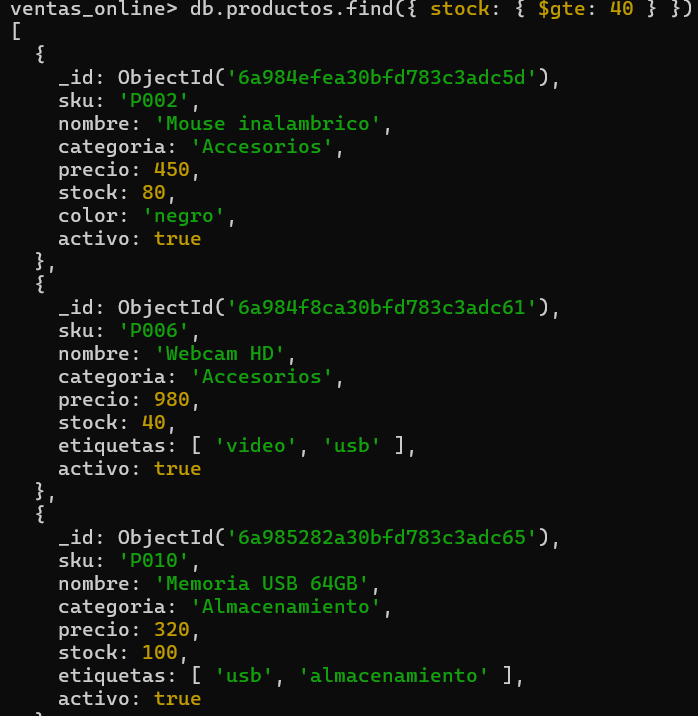 ventas_online> db.productos.find({ stock: { $gte: 40 } })
[
  {
    _id: ObjectId('6a984efea30bfd783c3adc5d'),
    sku: 'P002',
    nombre: 'Mouse inalambrico',
    categoria: 'Accesorios',
    precio: 450,
    stock: 80,
    color: 'negro',
    activo: true
  },
  {
    _id: ObjectId('6a984f8ca30bfd783c3adc61'),
    sku: 'P006',
    nombre: 'Webcam HD',
    categoria: 'Accesorios',
    precio: 980,
    stock: 40,
    etiquetas: [ 'video', 'usb' ],
    activo: true
  },
  {
    _id: ObjectId('6a985282a30bfd783c3adc65'),
    sku: 'P010',
    nombre: 'Memoria USB 64GB',
    categoria: 'Almacenamiento',
    precio: 320,
    stock: 100,
    etiquetas: [ 'usb', 'almacenamiento' ],
    activo: true